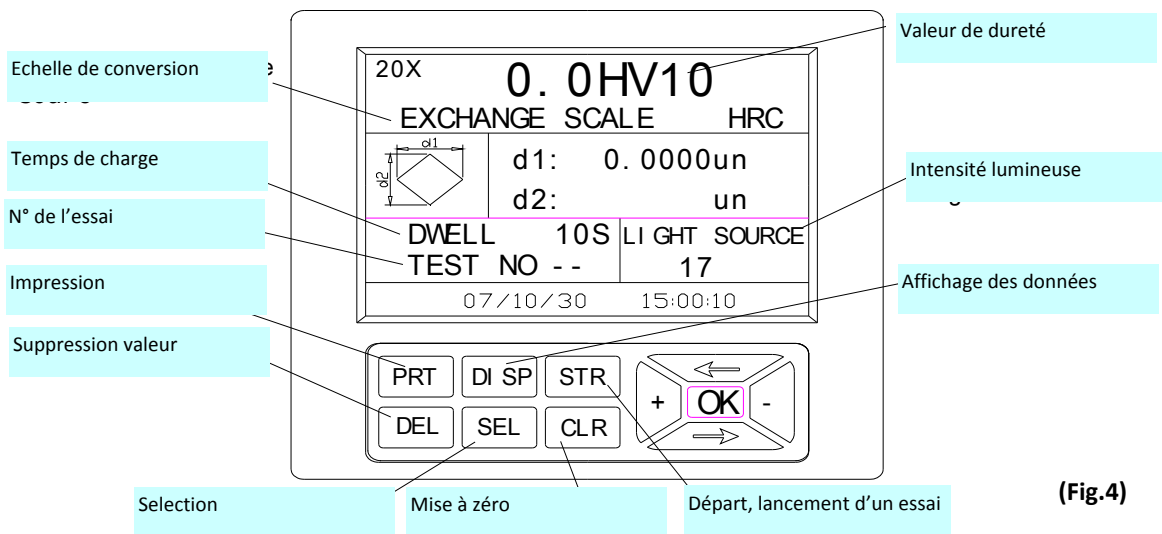 Valeur de dureté
Echelle de conversion
20X
0. 0HV10
EXCHANGE SCALE HRC
Temps de charge
d1
d2
d1: 0. 0000un
d2: un
Intensité lumineuse
N° de l'essai
DWELL 10S
LIGHT SOURCE
TEST NO --
17
Impression
07/10/30 15:00:10
Affichage des données
Suppression valeur
PRT
DISP
STR
DEL
SEL
CLR
+
OK
-
Selection
Mise à zéro
Départ, lancement d'un essai
(Fig.4)